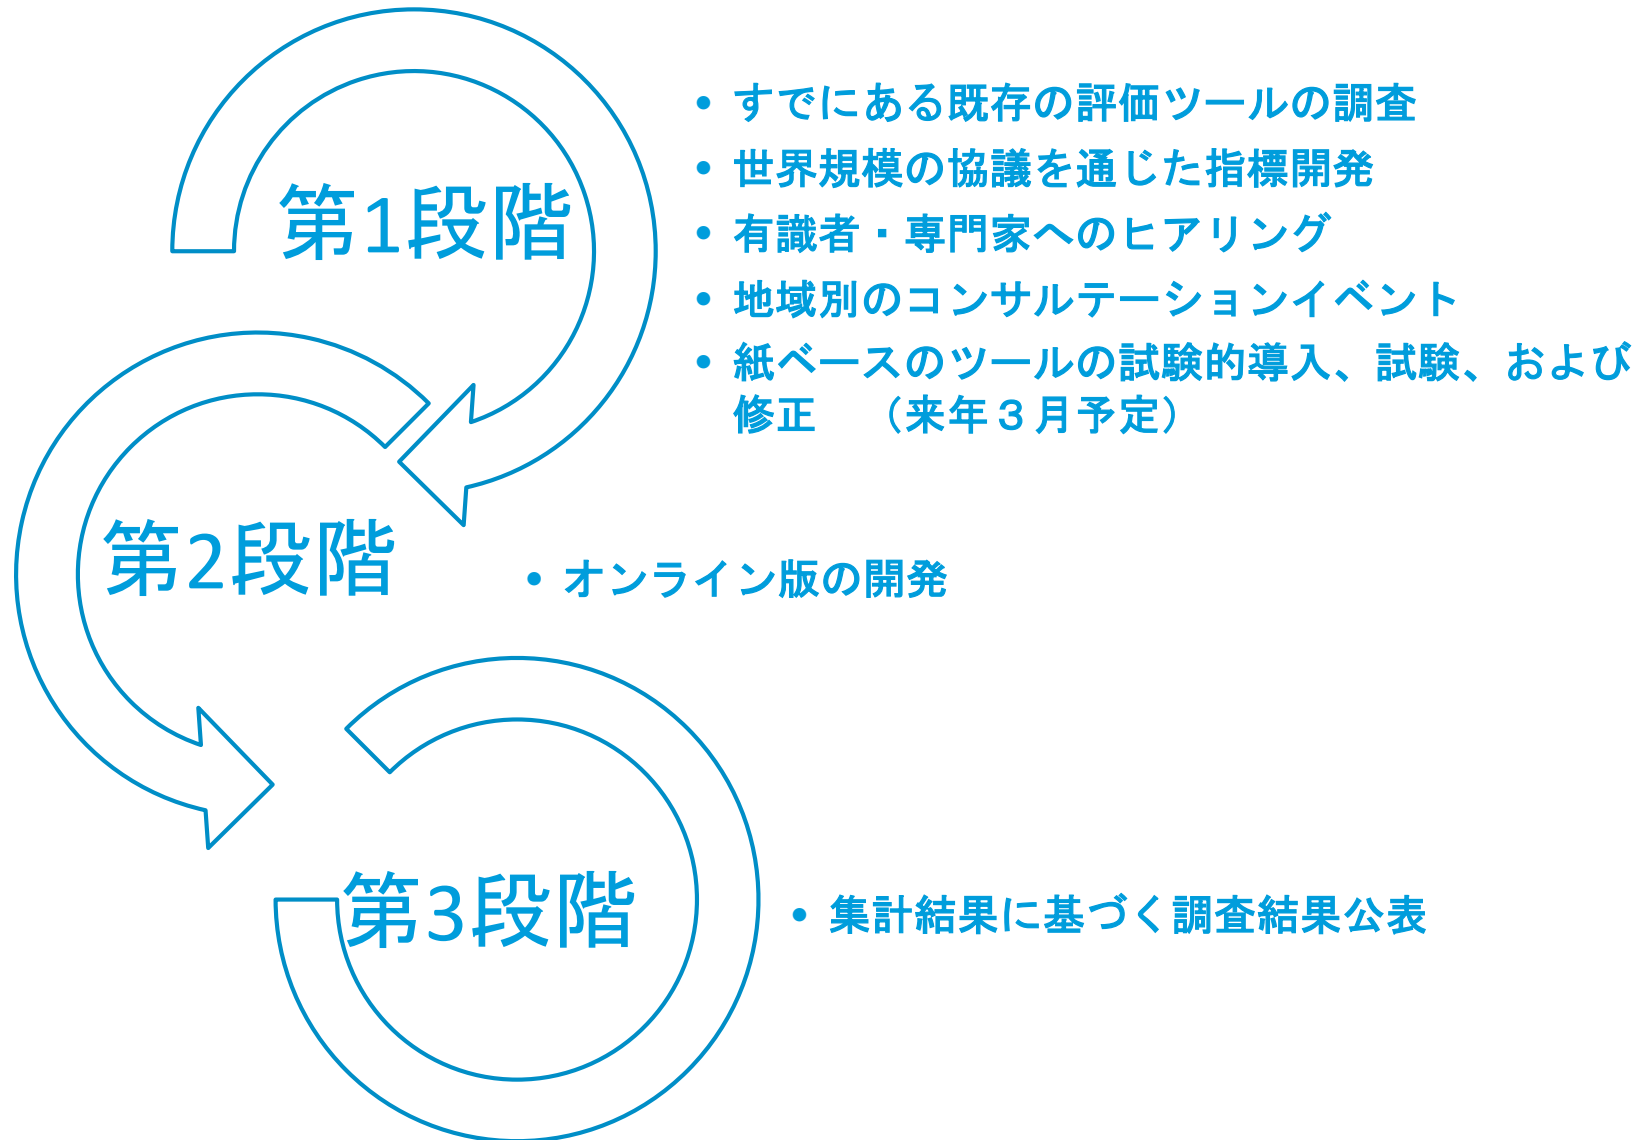 第1段階
• すでにある既存の評価ツールの調査
• 世界規模の協議を通じた指標開発
• 有識者・専門家へのヒアリング
• 地域別のコンサルテーションイベント
• 紙ベースのツールの試験的導入、試験、および
修正　（来年３月予定）
第2段階
• オンライン版の開発
第3段階
• 集計結果に基づく調査結果公表